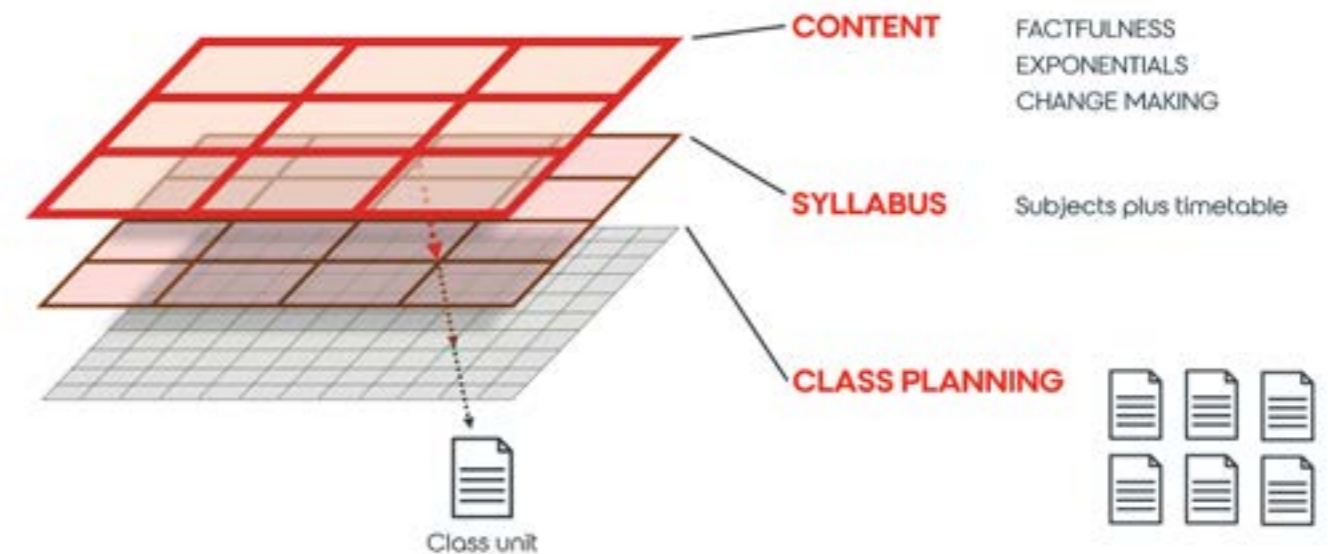 CONTENT
FACTFULNESS
EXPONENTIALS
CHANGE MAKING
SYLLABUS
Subjects plus timetable
CLASS PLANNING
Class unit